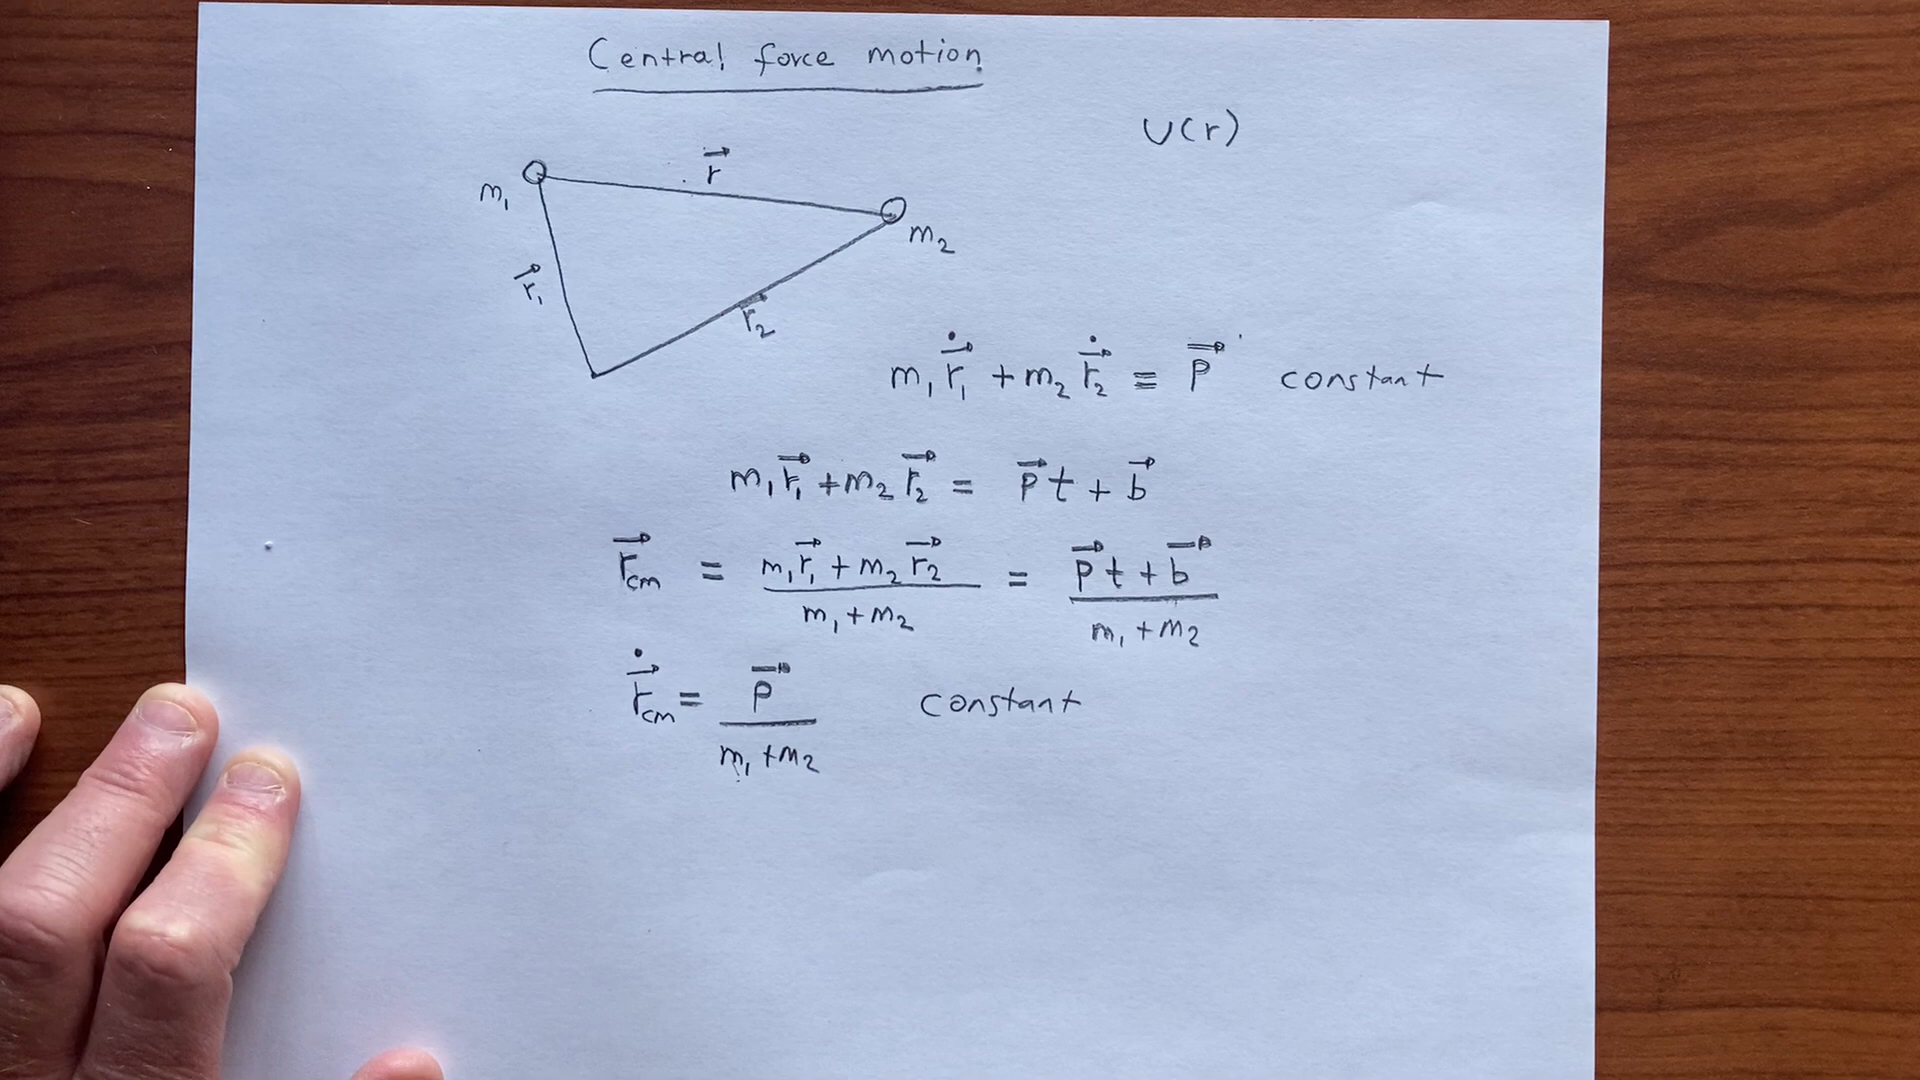 Central force motion
U(r)
r⃗
m₁
m₂
r⃗₁
r⃗₂
m₁ṙ⃗₁ + m₂ṙ⃗₂ ≡ P⃗ constant
m₁r⃗₁ + m₂r⃗₂ = P⃗t + b⃗
r⃗cm = (m₁r⃗₁ + m₂r⃗₂)/(m₁ + m₂) = (P⃗t + b⃗)/(m₁ + m₂)
ṙ⃗cm = P⃗/(m₁ + m₂) constant